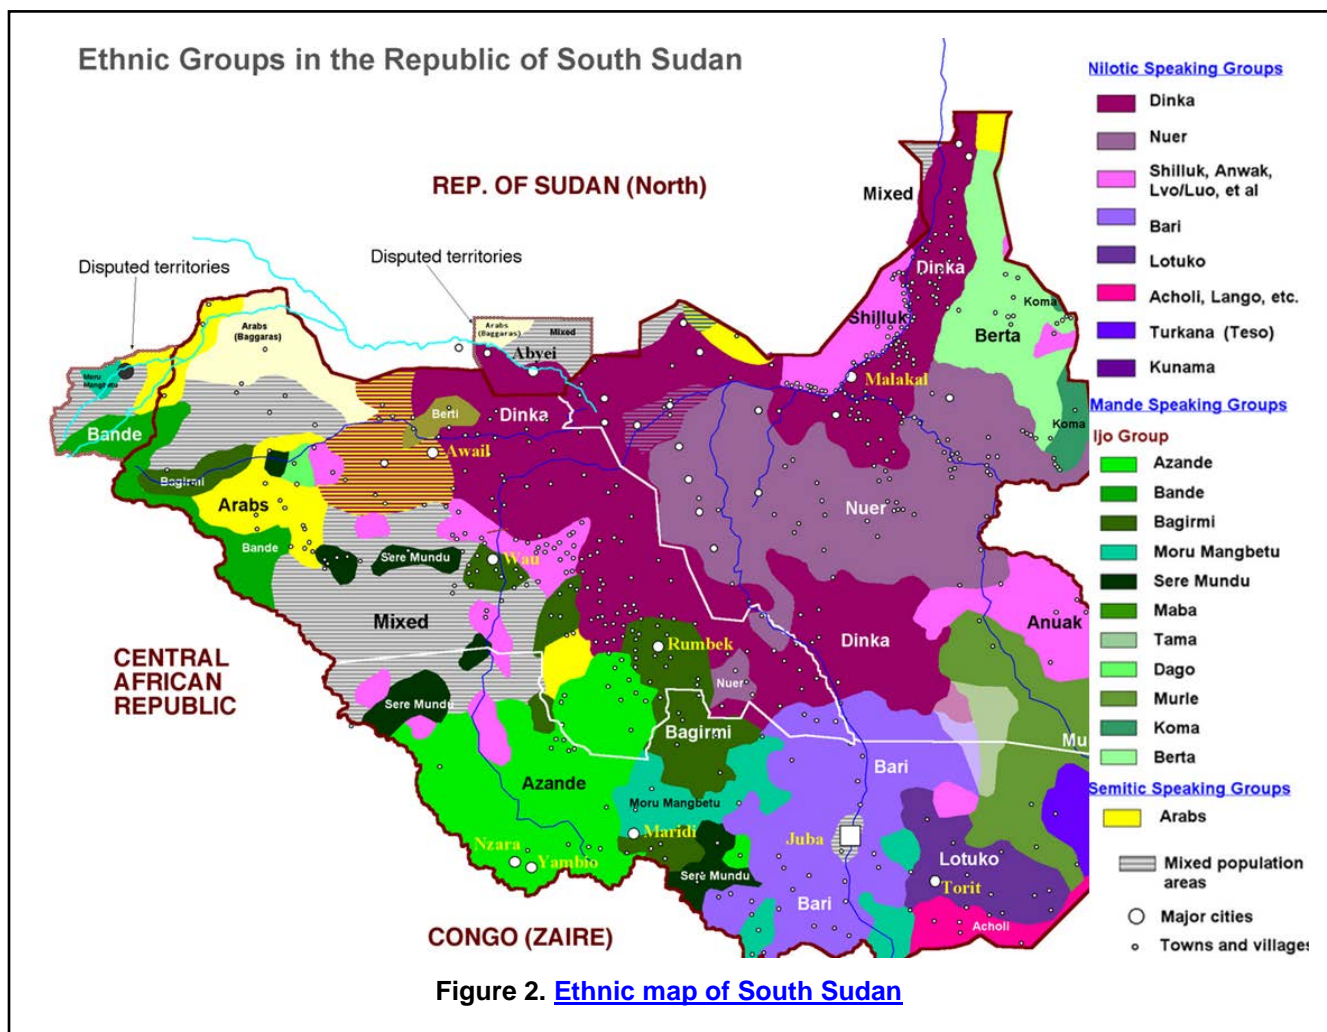 Ethnic Groups in the Republic of South Sudan
REP. OF SUDAN (North)
Mixed
Disputed territories
Disputed territories
Dinka
Koma
Arabs
(Baggaras)
Arabs
(Baggaras)
Mixed
Abyei
Shilluk
Berta
Moru
Mangbetu
Malakal
Berti
Dinka
Koma
Bande
Awail
Bagirmi
Arabs
Nuer
Bande
Sere Mundu
Wau
Mixed
Anuak
Rumbek
Dinka
CENTRAL
AFRICAN
REPUBLIC
Nuer
Sere Mundu
Bagirmi
Mu
Bari
Azande
Moru Mangbetu
Maridi
Juba
Nzara
Yambio
Lotuko
Sere Mundu
Torit
Bari
Acholi
CONGO (ZAIRE)
Nilotic Speaking Groups
Dinka
Nuer
Shilluk, Anwak,
Lvo/Luo, et al
Bari
Lotuko
Acholi, Lango, etc.
Turkana (Teso)
Kunama
Mande Speaking Groups
Ijo Group
Azande
Bande
Bagirmi
Moru Mangbetu
Sere Mundu
Maba
Tama
Dago
Murle
Koma
Berta
Semitic Speaking Groups
Arabs
Mixed population
areas
Major cities
Towns and villages
Figure 2. Ethnic map of South Sudan